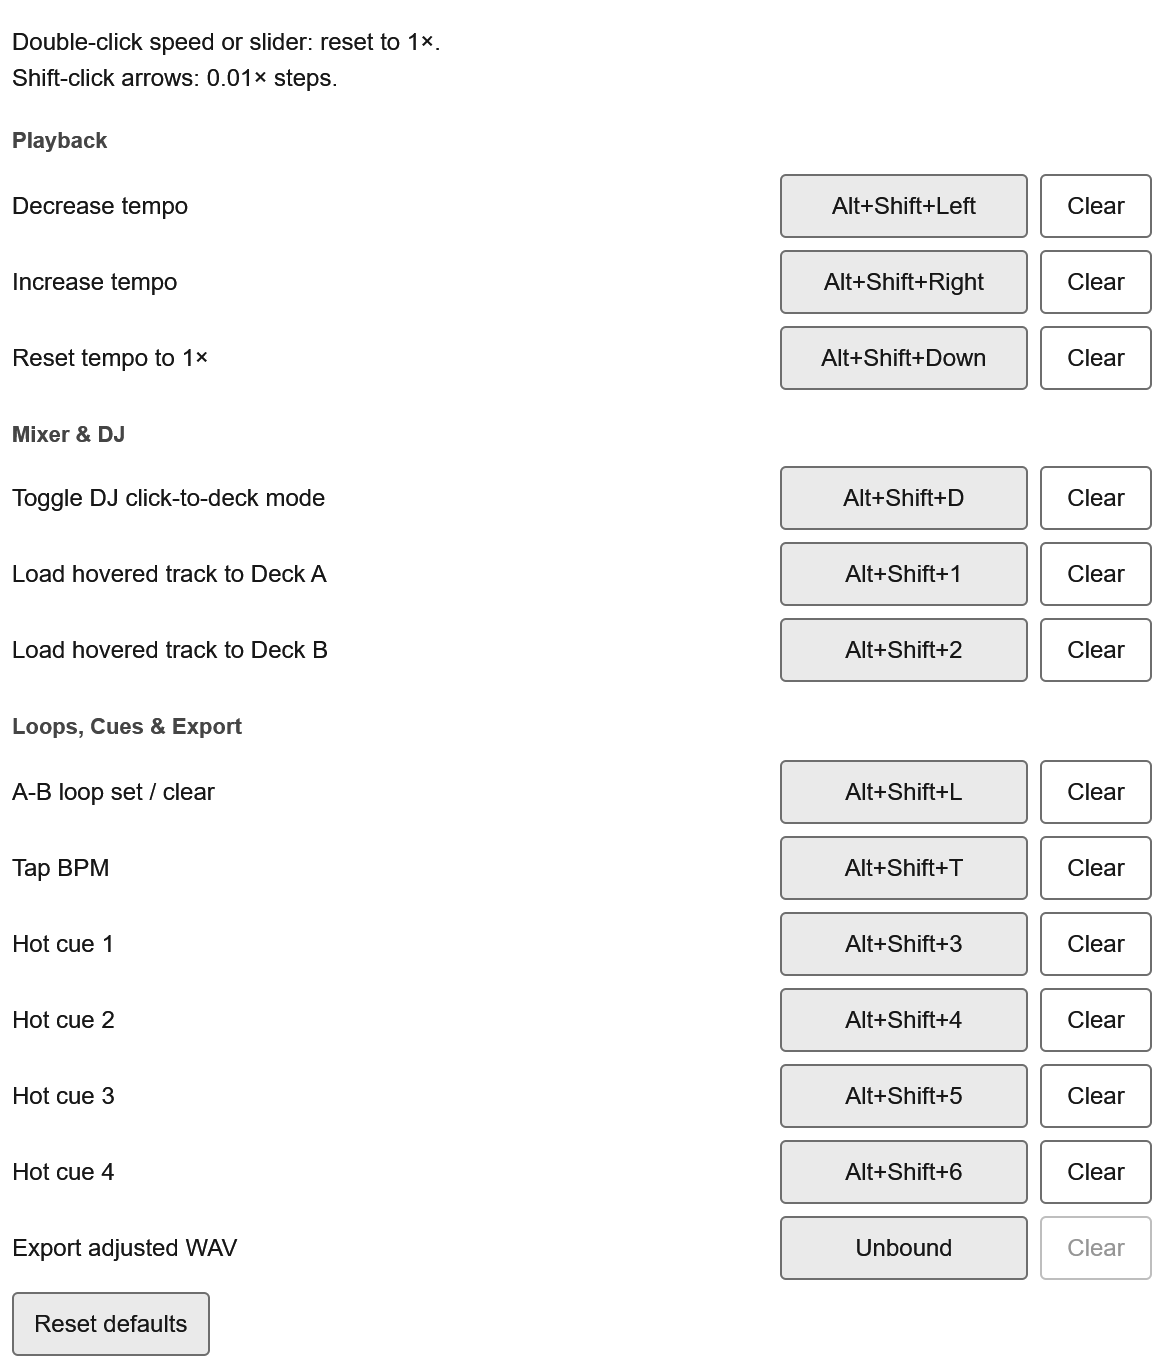 Double-click speed or slider: reset to 1×.
Shift-click arrows: 0.01× steps.
Playback
Decrease tempo Alt+Shift+Left Clear
Increase tempo Alt+Shift+Right Clear
Reset tempo to 1× Alt+Shift+Down Clear
Mixer & DJ
Toggle DJ click-to-deck mode Alt+Shift+D Clear
Load hovered track to Deck A Alt+Shift+1 Clear
Load hovered track to Deck B Alt+Shift+2 Clear
Loops, Cues & Export
A-B loop set / clear Alt+Shift+L Clear
Tap BPM Alt+Shift+T Clear
Hot cue 1 Alt+Shift+3 Clear
Hot cue 2 Alt+Shift+4 Clear
Hot cue 3 Alt+Shift+5 Clear
Hot cue 4 Alt+Shift+6 Clear
Export adjusted WAV Unbound Clear
Reset defaults